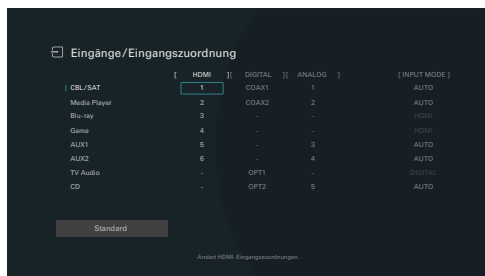 Eingänge/Eingangszuordnung
[ HDMI ][ DIGITAL ][ ANALOG ] [ INPUT MODE ]
CBL/SAT 1 COAX1 1 AUTO
Media Player 2 COAX2 2 AUTO
Blu-ray 3 - - HDMI
Game 4 - - HDMI
AUX1 5 - 3 AUTO
AUX2 6 - 4 AUTO
TV Audio - OPT1 - DIGITAL
CD - OPT2 5 AUTO
Standard
Ändert HDMI-Eingangszuordnungen.